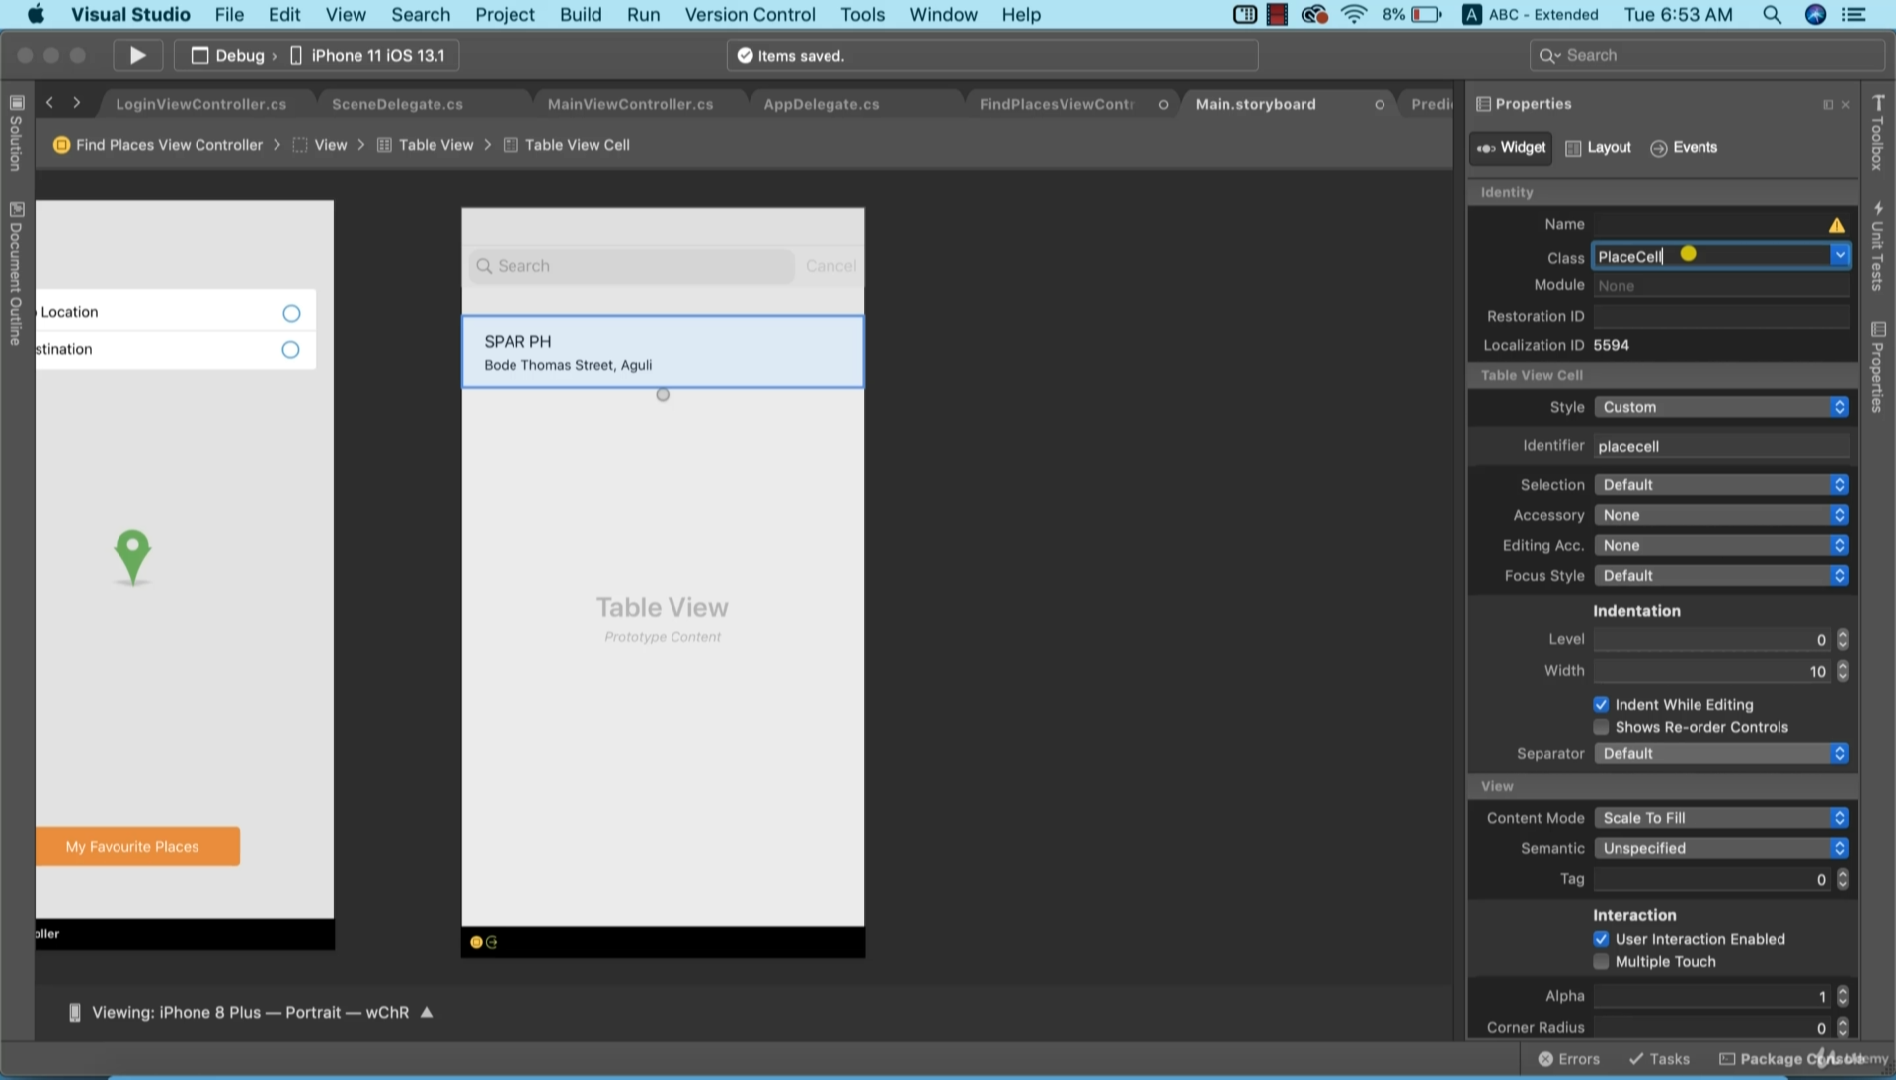 Visual Studio File Edit View Search Project Build Run Version Control Tools Window Help 8% A ABC - Extended Tue 6:53 AM
Debug › iPhone 11 iOS 13.1 Items saved. Search
LoginViewController.cs SceneDelegate.cs MainViewController.cs AppDelegate.cs FindPlacesViewContr Main.storyboard Predi
Find Places View Controller > View > Table View > Table View Cell
Solution
Document Outline
Location
stination
My Favourite Places
oller
Search Cancel
SPAR PH
Bode Thomas Street, Aguli
Table View
Prototype Content
Viewing: iPhone 8 Plus — Portrait — wChR
Properties
Widget Layout Events
Identity
Name
Class PlaceCell
Module None
Restoration ID
Localization ID 5594
Table View Cell
Style Custom
Identifier placecell
Selection Default
Accessory None
Editing Acc. None
Focus Style Default
Indentation
Level 0
Width 10
Indent While Editing
Shows Re-order Controls
Separator Default
View
Content Mode Scale To Fill
Semantic Unspecified
Tag 0
Interaction
User Interaction Enabled
Multiple Touch
Alpha 1
Corner Radius 0
Toolbox
Unit Tests
Properties
Errors Tasks Package Console